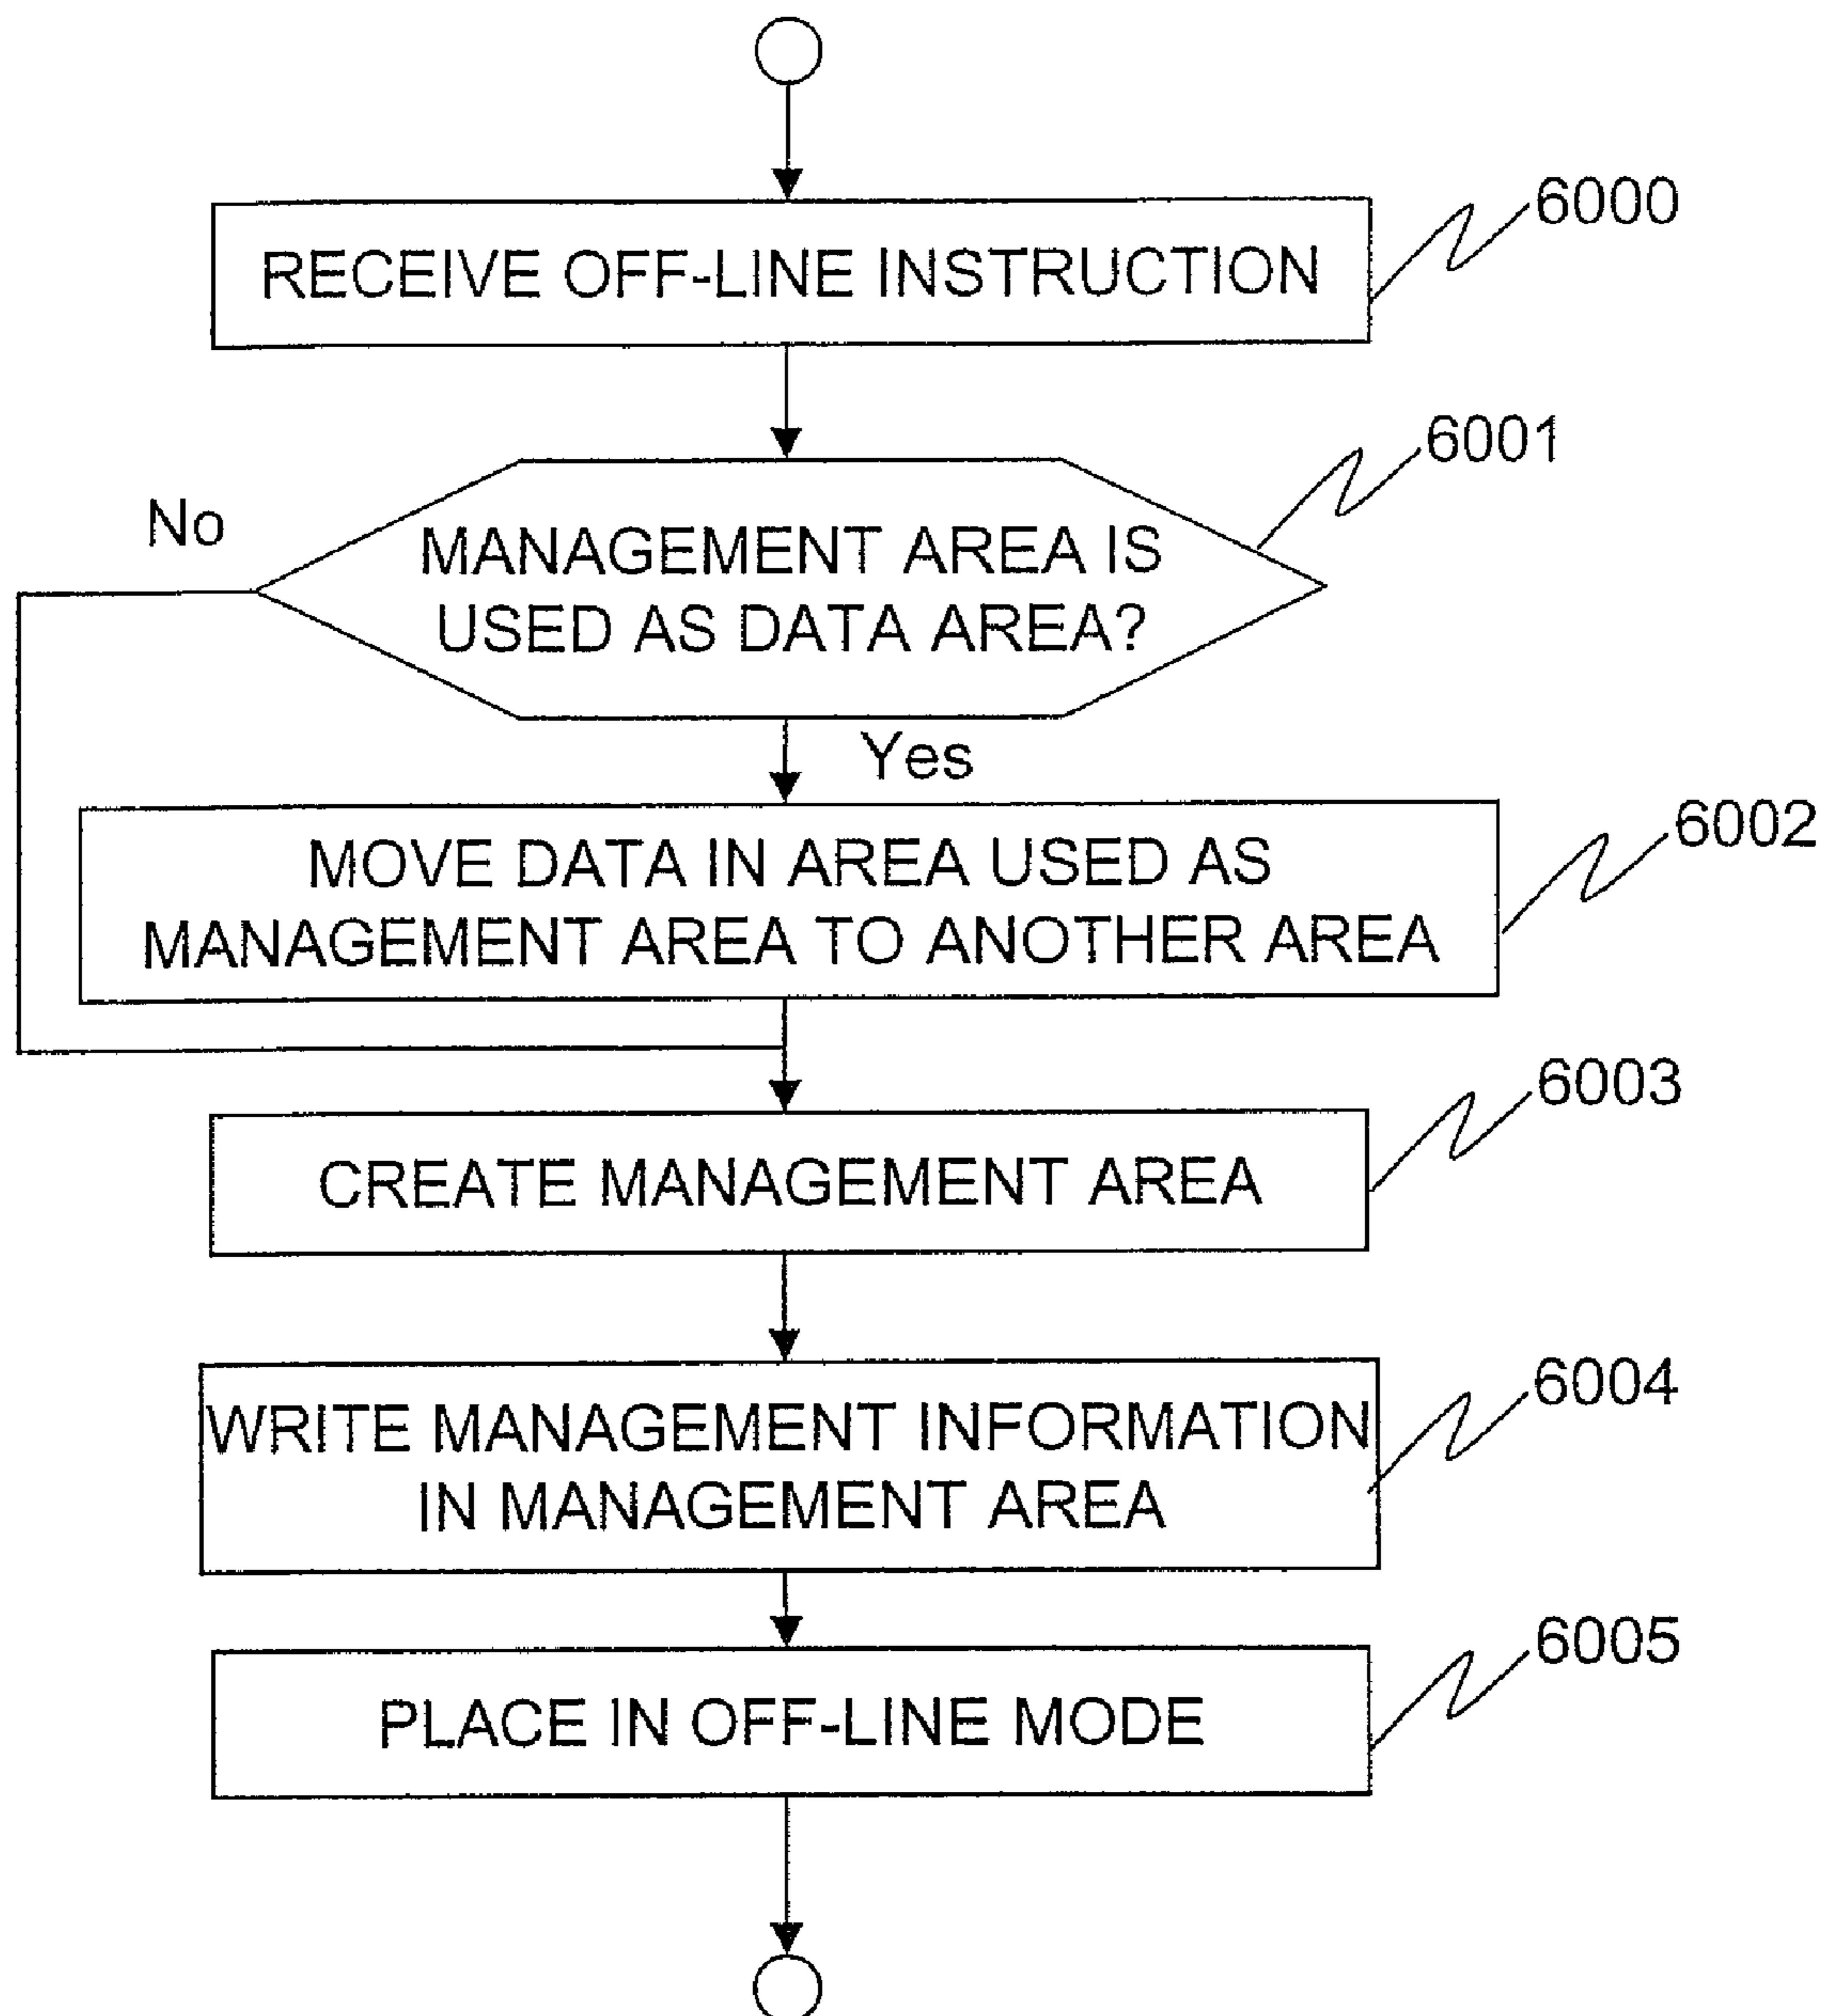 6000
RECEIVE OFF-LINE INSTRUCTION
6001
No
MANAGEMENT AREA IS
USED AS DATA AREA?
Yes
6002
MOVE DATA IN AREA USED AS
MANAGEMENT AREA TO ANOTHER AREA
6003
CREATE MANAGEMENT AREA
6004
WRITE MANAGEMENT INFORMATION
IN MANAGEMENT AREA
6005
PLACE IN OFF-LINE MODE